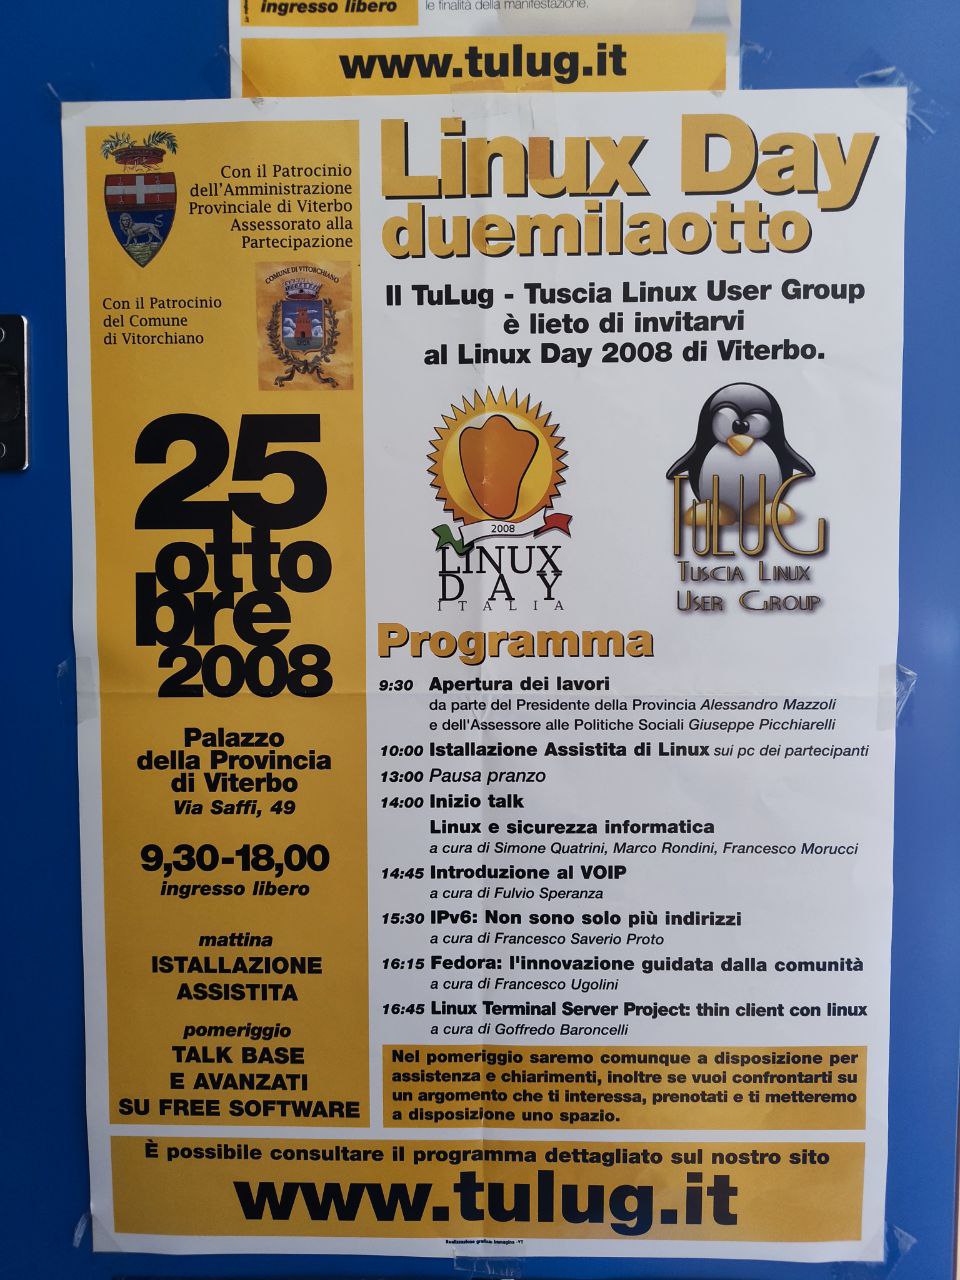 ingresso libero
le finalità della manifestazione.
www.tulug.it
Con il Patrocinio
dell'Amministrazione
Provinciale di Viterbo
Assessorato alla
Partecipazione
COMUNE DI VITORCHIANO
Con il Patrocinio
del Comune
di Vitorchiano
25
otto
bre
2008
Palazzo
della Provincia
di Viterbo
Via Saffi, 49
9,30-18,00
ingresso libero
mattina
ISTALLAZIONE
ASSISTITA
pomeriggio
TALK BASE
E AVANZATI
SU FREE SOFTWARE
Linux Day
duemilaotto
Il TuLug - Tuscia Linux User Group
è lieto di invitarvi
al Linux Day 2008 di Viterbo.
2008
LINUX
DAY
ITALIA
TuLUG
Tuscia Linux
User Group
Programma
9:30 Apertura dei lavori
da parte del Presidente della Provincia Alessandro Mazzoli
e dell'Assessore alle Politiche Sociali Giuseppe Picchiarelli
10:00 Istallazione Assistita di Linux sui pc dei partecipanti
13:00 Pausa pranzo
14:00 Inizio talk
Linux e sicurezza informatica
a cura di Simone Quatrini, Marco Rondini, Francesco Morucci
14:45 Introduzione al VOIP
a cura di Fulvio Speranza
15:30 IPv6: Non sono solo più indirizzi
a cura di Francesco Saverio Proto
16:15 Fedora: l'innovazione guidata dalla comunità
a cura di Francesco Ugolini
16:45 Linux Terminal Server Project: thin client con linux
a cura di Goffredo Baroncelli
Nel pomeriggio saremo comunque a disposizione per
assistenza e chiarimenti, inoltre se vuoi confrontarti su
un argomento che ti interessa, prenotati e ti metteremo
a disposizione uno spazio.
È possibile consultare il programma dettagliato sul nostro sito
www.tulug.it
Realizzazione grafica: Immagina - VT